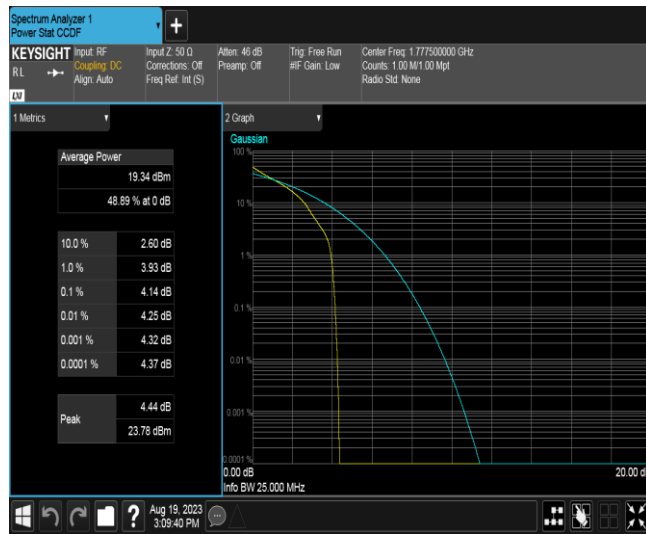 Spectrum Analyzer 1
Power Stat CCDF
KEYSIGHT
RL
LXI
Input: RF
Coupling: DC
Align: Auto
Input Z: 50 Ω
Corrections: Off
Freq Ref: Int (S)
Atten: 46 dB
Preamp: Off
Trig: Free Run
#IF Gain: Low
Center Freq: 1.777500000 GHz
Counts: 1.00 M/1.00 Mpt
Radio Std: None
1 Metrics
Average Power
19.34 dBm
48.89 % at 0 dB
10.0 % 2.60 dB
1.0 % 3.93 dB
0.1 % 4.14 dB
0.01 % 4.25 dB
0.001 % 4.32 dB
0.0001 % 4.37 dB
Peak
4.44 dB
23.78 dBm
2 Graph
Gaussian
100 %
10 %
1 %
0.1 %
0.01 %
0.001 %
0.0001 %
0.00 dB
20.00 d
Info BW 25.000 MHz
?
Aug 19, 2023
3:09:40 PM